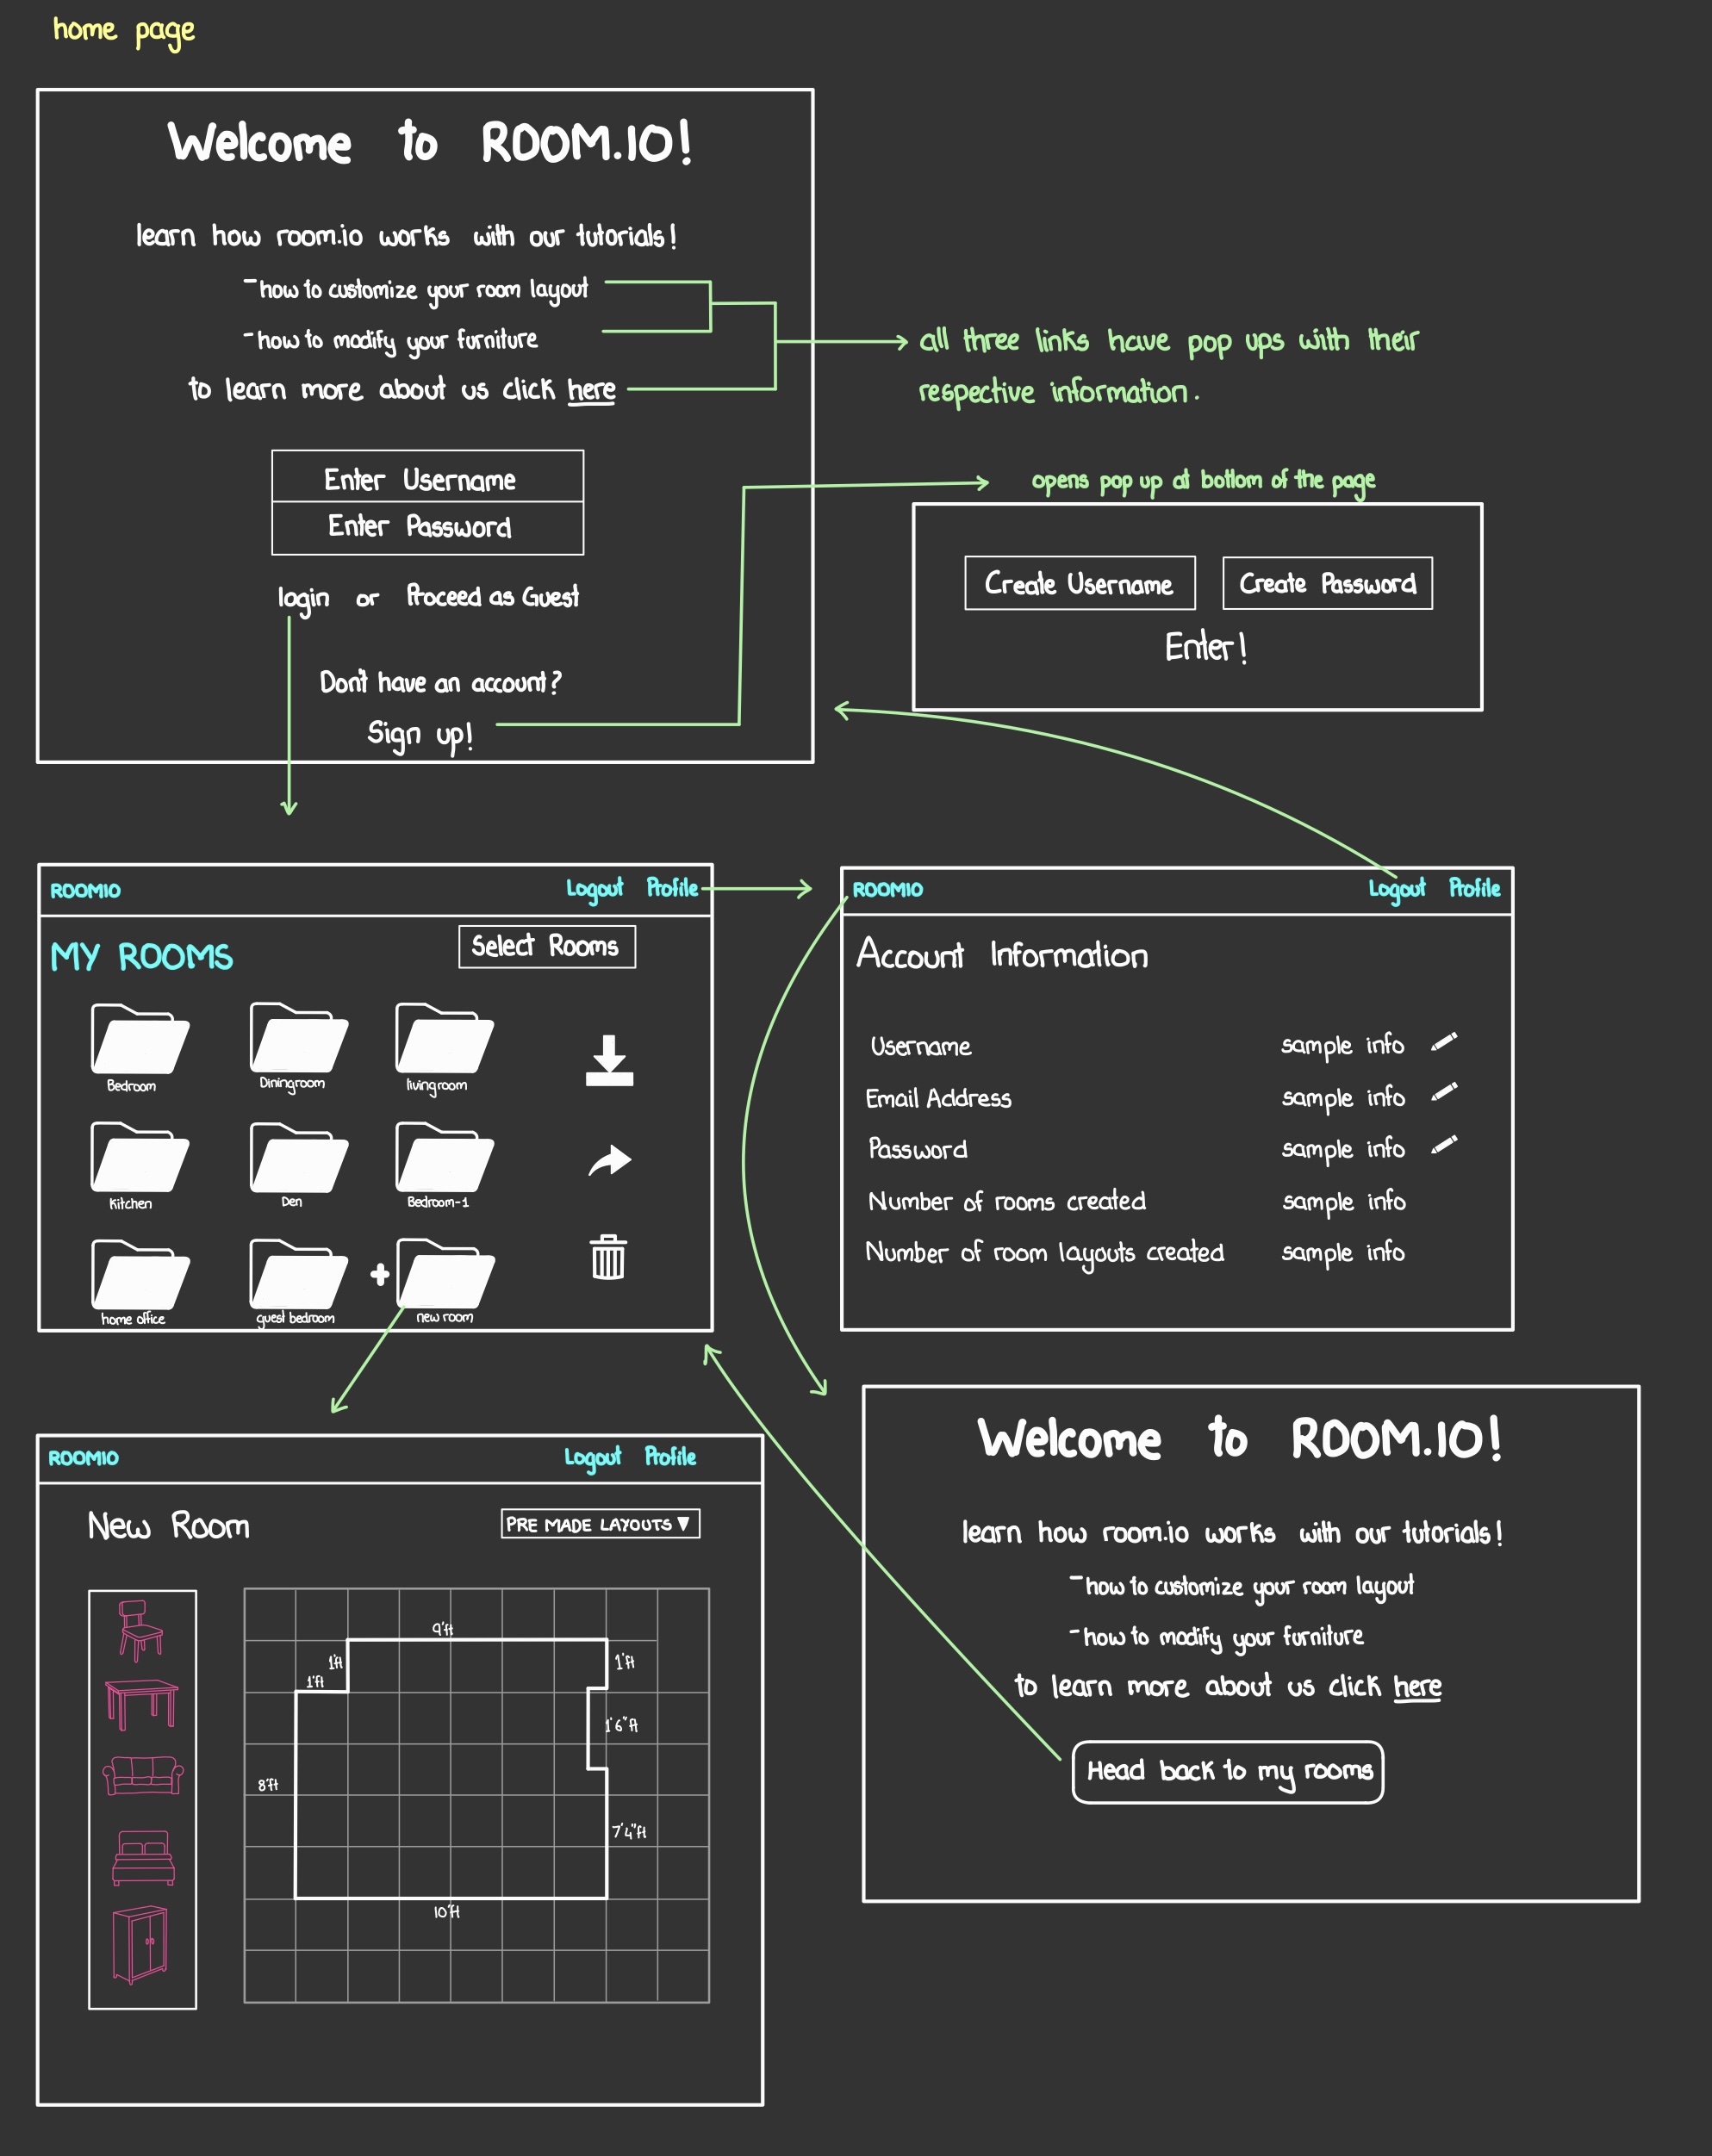 home page
Welcome to ROOM.IO!
learn how room.io works with our tutorials!
- how to customize your room layout
- how to modify your furniture
to learn more about us click here
all three links have pop ups with their
respective information.
Enter Username
Enter Password
login or Proceed as Guest
Don't have an account?
Sign up!
opens pop up at bottom of the page
Create Username Create Password
Enter!
ROOMIO Logout Profile
MY ROOMS Select Rooms
Bedroom Diningroom livingroom
Kitchen Den Bedroom-1
home office guest bedroom + new room
ROOMIO Logout Profile
Account Information
Username sample info
Email Address sample info
Password sample info
Number of rooms created sample info
Number of room layouts created sample info
ROOMIO Logout Profile
New Room PRE MADE LAYOUTS ▼
9'ft
1'ft 1'ft
1'ft
1'6"ft
8'ft
7'4"ft
10'ft
Welcome to ROOM.IO!
learn how room.io works with our tutorials!
- how to customize your room layout
- how to modify your furniture
to learn more about us click here
Head back to my rooms